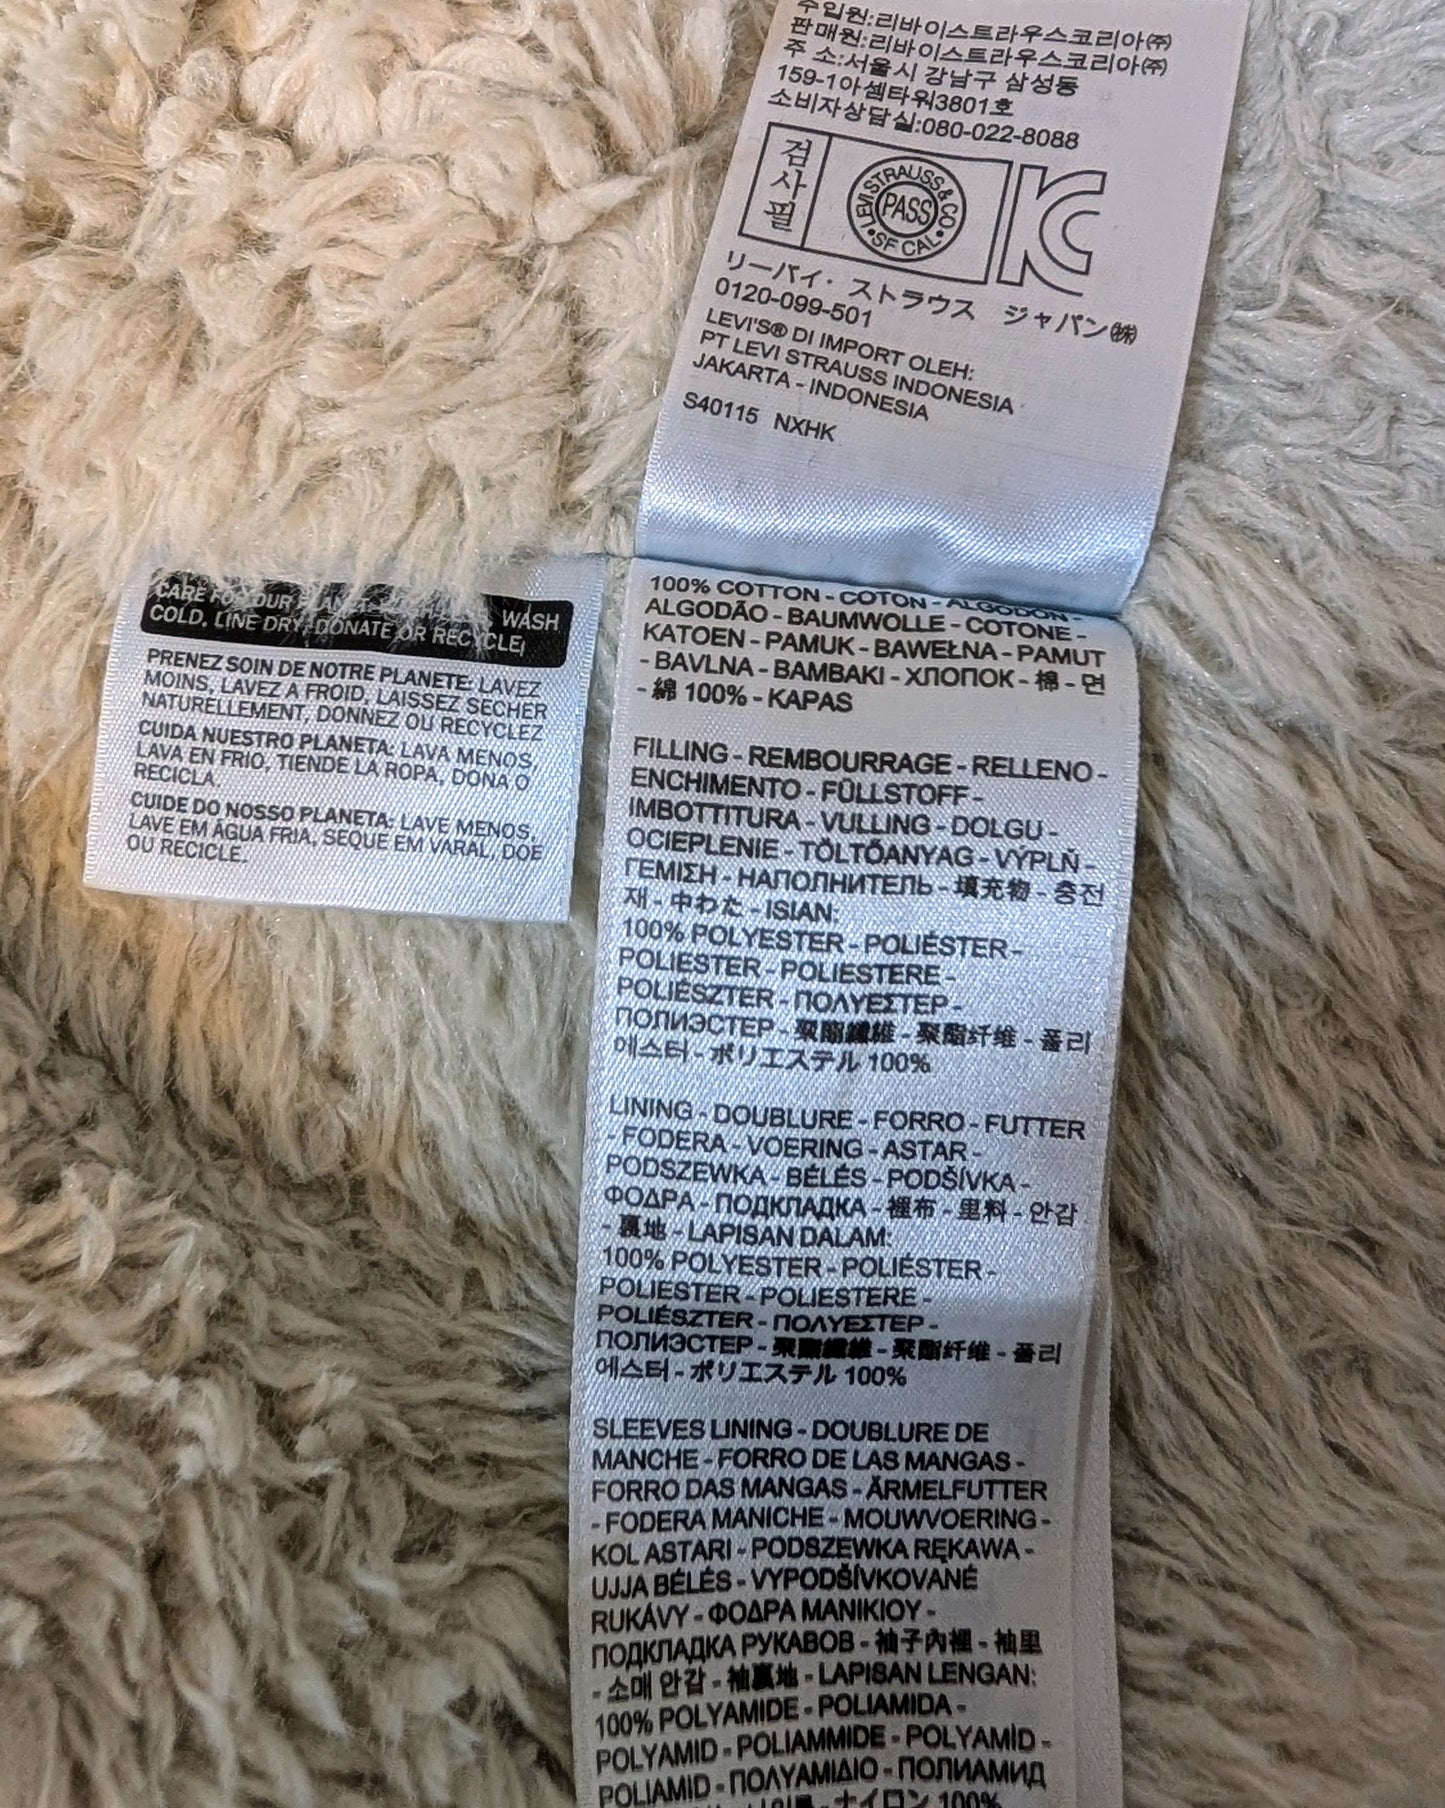 주입원:리바이스트라우스코리아㈜
판매원:리바이스트라우스코리아㈜
주 소:서울시 강남구 삼성동
159-1아셈타워3801호
소비자상담실:080-022-8088
검사필
LEVI STRAUSS & CO
PASS
•SF CAL•
リーバイ・ストラウス ジャパン㈱
0120-099-501
LEVI'S® DI IMPORT OLEH:
PT LEVI STRAUSS INDONESIA
JAKARTA - INDONESIA
S40115 NXHK
CARE FOR OUR PLANET: WASH
COLD, LINE DRY, DONATE OR RECYCLE.
PRENEZ SOIN DE NOTRE PLANETE: LAVEZ
MOINS, LAVEZ A FROID, LAISSEZ SECHER
NATURELLEMENT, DONNEZ OU RECYCLEZ
CUIDA NUESTRO PLANETA: LAVA MENOS,
LAVA EN FRIO, TIENDE LA ROPA, DONA O
RECICLA.
CUIDE DO NOSSO PLANETA: LAVE MENOS,
LAVE EM ÁGUA FRIA, SEQUE EM VARAL, DOE
OU RECICLE.
100% COTTON - COTON - ALGODÓN -
ALGODÃO - BAUMWOLLE - COTONE -
KATOEN - PAMUK - BAWEŁNA - PAMUT
- BAVLNA - ΒΑΜΒΑΚΙ - ХЛОПОК - 棉 - 면
- 綿 100% - KAPAS
FILLING - REMBOURRAGE - RELLENO -
ENCHIMENTO - FÜLLSTOFF -
IMBOTTITURA - VULLING - DOLGU -
OCIEPLENIE - TÖLTŐANYAG - VÝPLŇ -
ΓΕΜΙΣΗ - НАПОЛНИТЕЛЬ - 填充物 - 충전
재 - 中わた - ISIAN:
100% POLYESTER - POLIÉSTER -
POLIESTER - POLIESTERE -
POLIÉSZTER - ΠΟΛΥΕΣΤΕΡ -
ПОЛИЭСТЕР - 聚酯纖維 - 聚酯纤维 - 폴리
에스터 - ポリエステル 100%
LINING - DOUBLURE - FORRO - FUTTER
- FODERA - VOERING - ASTAR -
PODSZEWKA - BÉLÉS - PODŠÍVKA -
ΦΟΔΡΑ - ПОДКЛАДКА - 裡布 - 里料 - 안감
- 裏地 - LAPISAN DALAM:
100% POLYESTER - POLIÉSTER -
POLIESTER - POLIESTERE -
POLIÉSZTER - ΠΟΛΥΕΣΤΕΡ -
ПОЛИЭСТЕР - 聚酯纖維 - 聚酯纤维 - 폴리
에스터 - ポリエステル 100%
SLEEVES LINING - DOUBLURE DE
MANCHE - FORRO DE LAS MANGAS -
FORRO DAS MANGAS - ÄRMELFUTTER
- FODERA MANICHE - MOUWVOERING -
KOL ASTARI - PODSZEWKA RĘKAWA -
UJJA BÉLÉS - VYPODŠÍVKOVANÉ
RUKÁVY - ΦΟΔΡΑ ΜΑΝΙΚΙΟΥ -
ПОДКЛАДКА РУКАВОВ - 袖子內裡 - 袖里
- 소매 안감 - 袖裏地 - LAPISAN LENGAN:
100% POLYAMIDE - POLIAMIDA -
POLYAMID - POLIAMMIDE - POLYAMİD -
POLIAMID - ΠΟΛΥΑΜΙΔΙΟ - ПОЛИАМИД
ナイロン 100%